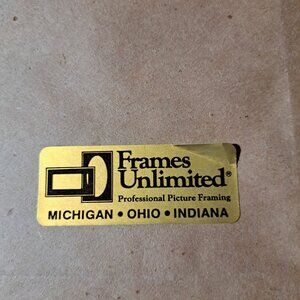 Frames
Unlimited®
Professional Picture Framing
MICHIGAN • OHIO • INDIANA